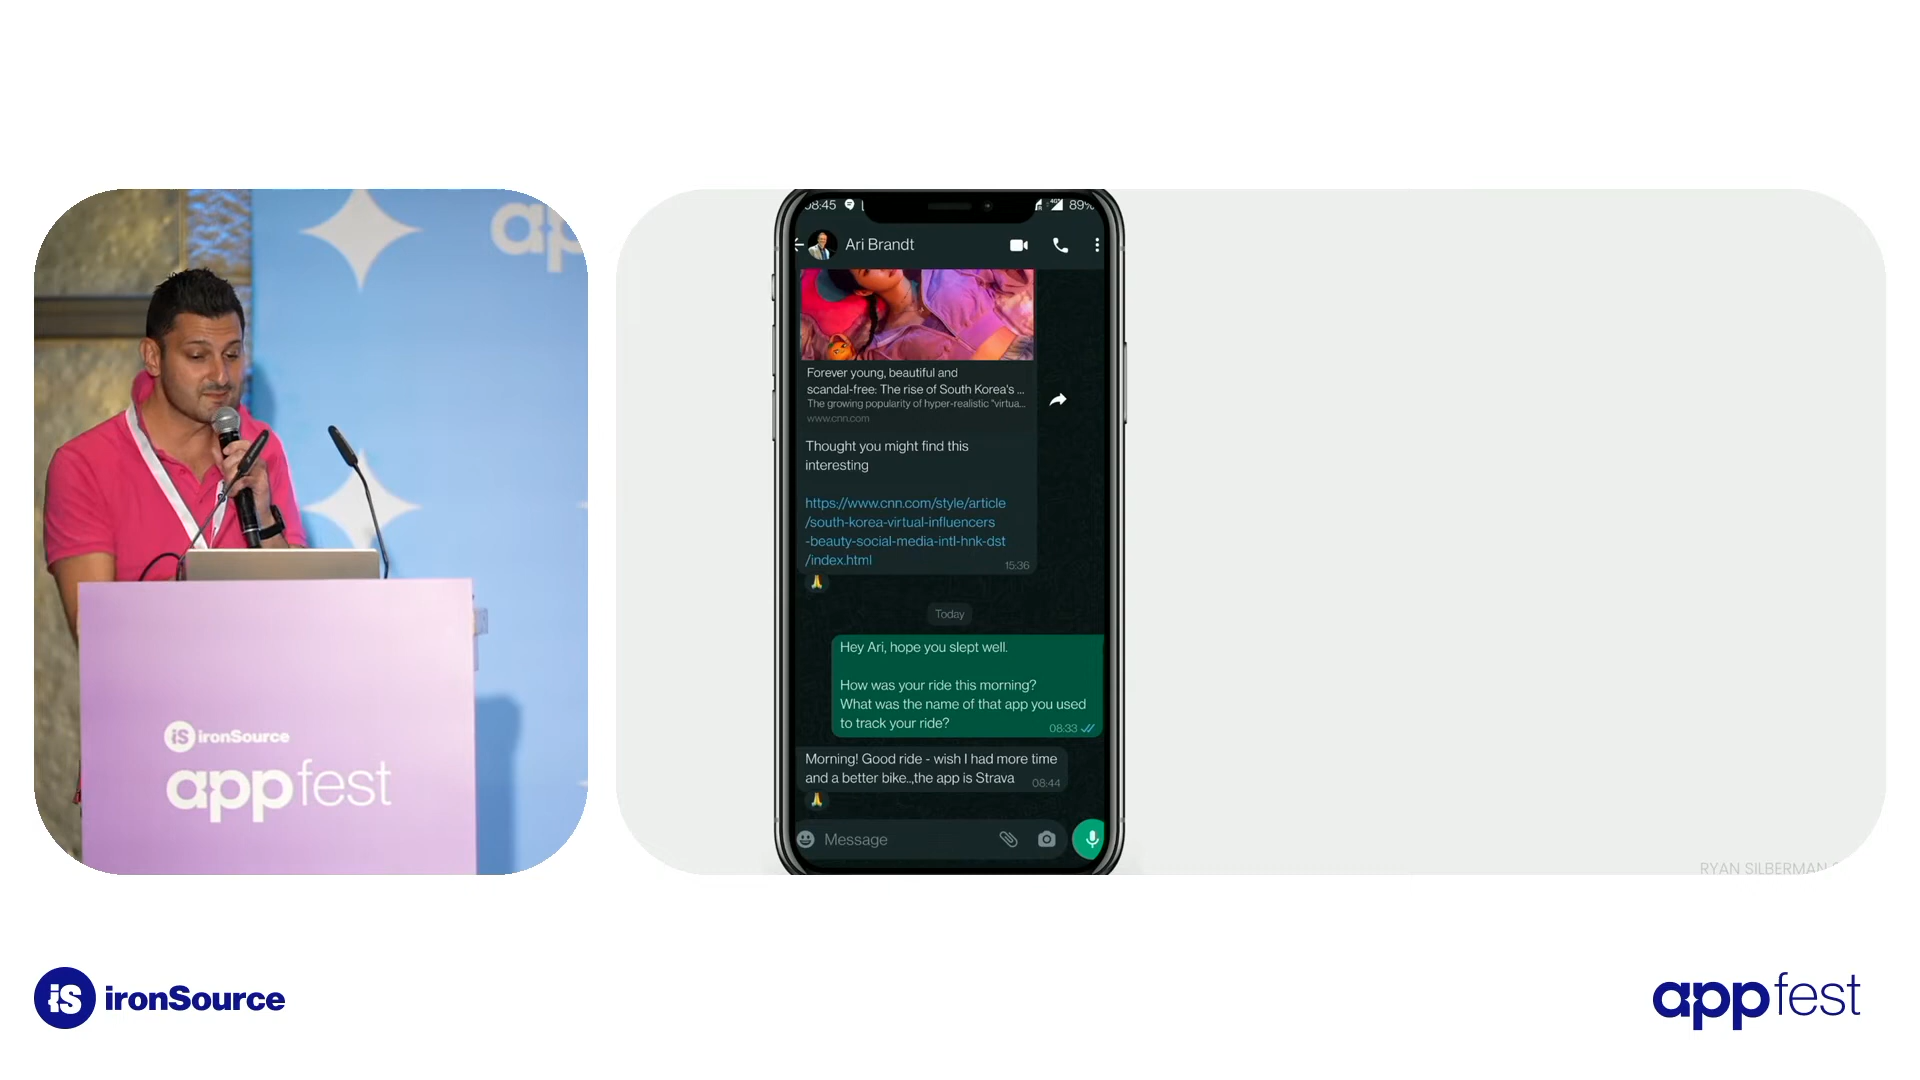 ap
iS ironSource
appfest
08:45
4G
89%
Ari Brandt
Forever young, beautiful and
scandal-free: The rise of South Korea's ...
The growing popularity of hyper-realistic "virtua...
www.cnn.com
Thought you might find this
interesting
https://www.cnn.com/style/article
/south-korea-virtual-influencers
-beauty-social-media-intl-hnk-dst
/index.html
15:36
Today
Hey Ari, hope you slept well.
How was your ride this morning?
What was the name of that app you used
to track your ride?
08:33
Morning! Good ride - wish I had more time
and a better bike..,the app is Strava
08:44
Message
RYAN SILBERMAN
iS ironSource
appfest